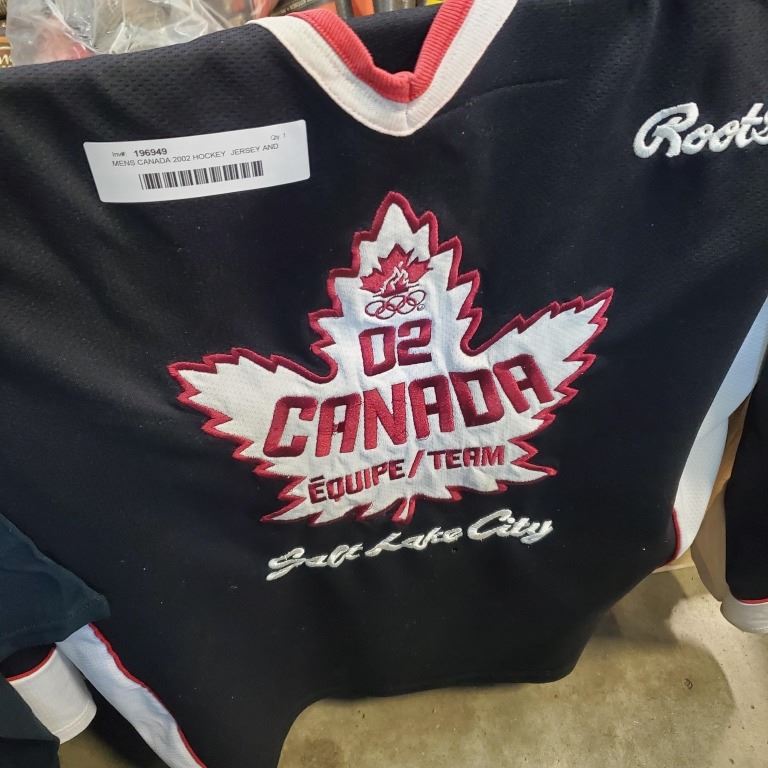 Inv#: 196949 Qty: 1
MENS CANADA 2002 HOCKEY JERSEY AND
Roots
02
CANADA
ÉQUIPE/TEAM
Salt Lake City